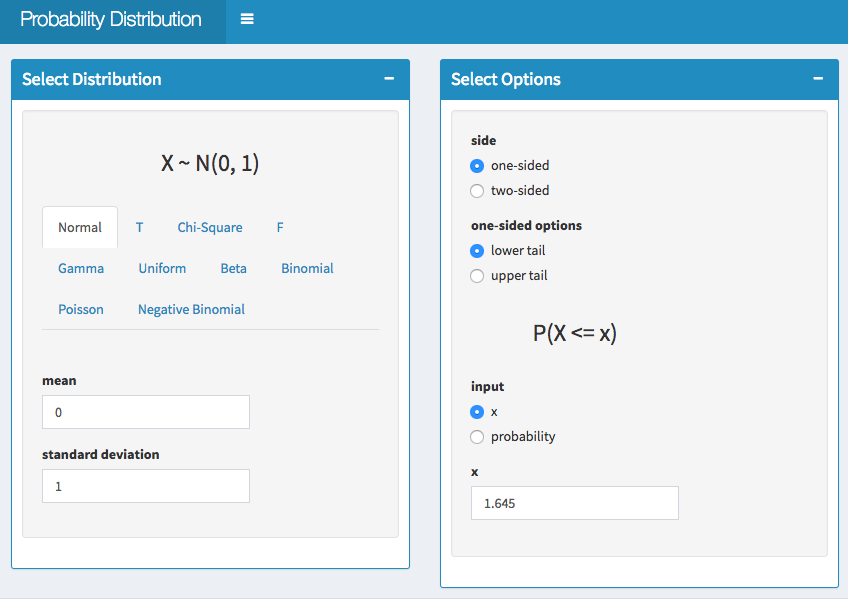 Probability Distribution
Select Distribution
X ~ N(0, 1)
Normal T Chi-Square F
Gamma Uniform Beta Binomial
Poisson Negative Binomial
mean
0
standard deviation
1
Select Options
side
one-sided
two-sided
one-sided options
lower tail
upper tail
P(X <= x)
input
x
probability
x
1.645